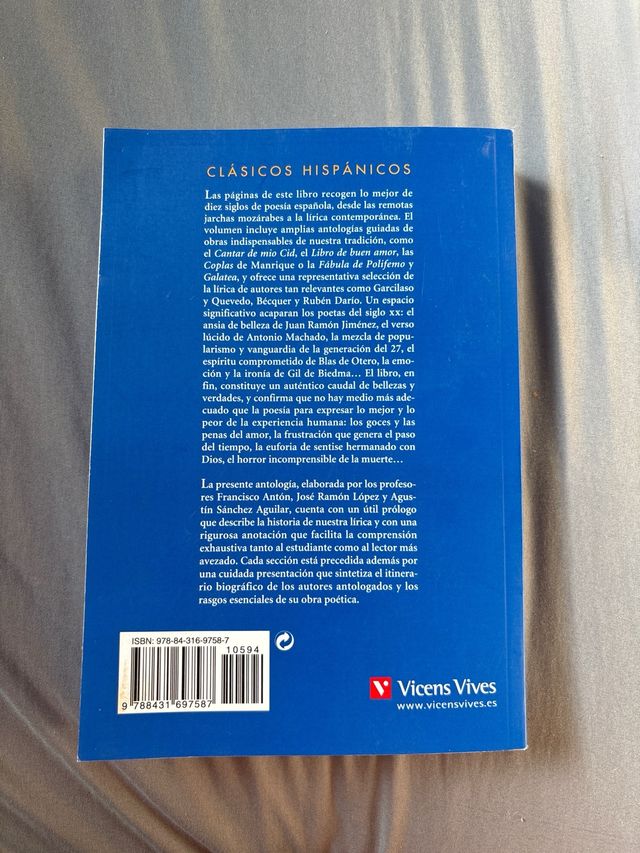 CLÁSICOS HISPÁNICOS
Las páginas de este libro recogen lo mejor de
diez siglos de poesía española, desde las remotas
jarchas mozárabes a la lírica contemporánea. El
volumen incluye amplias antologías guiadas de
obras indispensables de nuestra tradición, como
el Cantar de mio Cid, el Libro de buen amor, las
Coplas de Manrique o la Fábula de Polifemo y
Galatea, y ofrece una representativa selección de
la lírica de autores tan relevantes como Garcilaso
y Quevedo, Bécquer y Rubén Darío. Un espacio
significativo acaparan los poetas del siglo XX: el
ansia de belleza de Juan Ramón Jiménez, el verso
lúcido de Antonio Machado, la mezcla de popu-
larismo y vanguardia de la generación del 27, el
espíritu comprometido de Blas de Otero, la emo-
ción y la ironía de Gil de Biedma... El libro, en
fin, constituye un auténtico caudal de bellezas y
verdades, y confirma que no hay medio más ade-
cuado que la poesía para expresar lo mejor y lo
peor de la experiencia humana: los goces y las
penas del amor, la frustración que genera el paso
del tiempo, la euforia de sentise hermanado con
Dios, el horror incomprensible de la muerte...
La presente antología, elaborada por los profeso-
res Francisco Antón, José Ramón López y Agus-
tín Sánchez Aguilar, cuenta con un útil prólogo
que describe la historia de nuestra lírica y con una
rigurosa anotación que facilita la comprensión
exhaustiva tanto al estudiante como al lector más
avezado. Cada sección está precedida además por
una cuidada presentación que sintetiza el itinera-
rio biográfico de los autores antologados y los
rasgos esenciales de su obra poética.
ISBN: 978-84-316-9758-7
10594
9 788431 697587
Vicens Vives
www.vicensvives.es